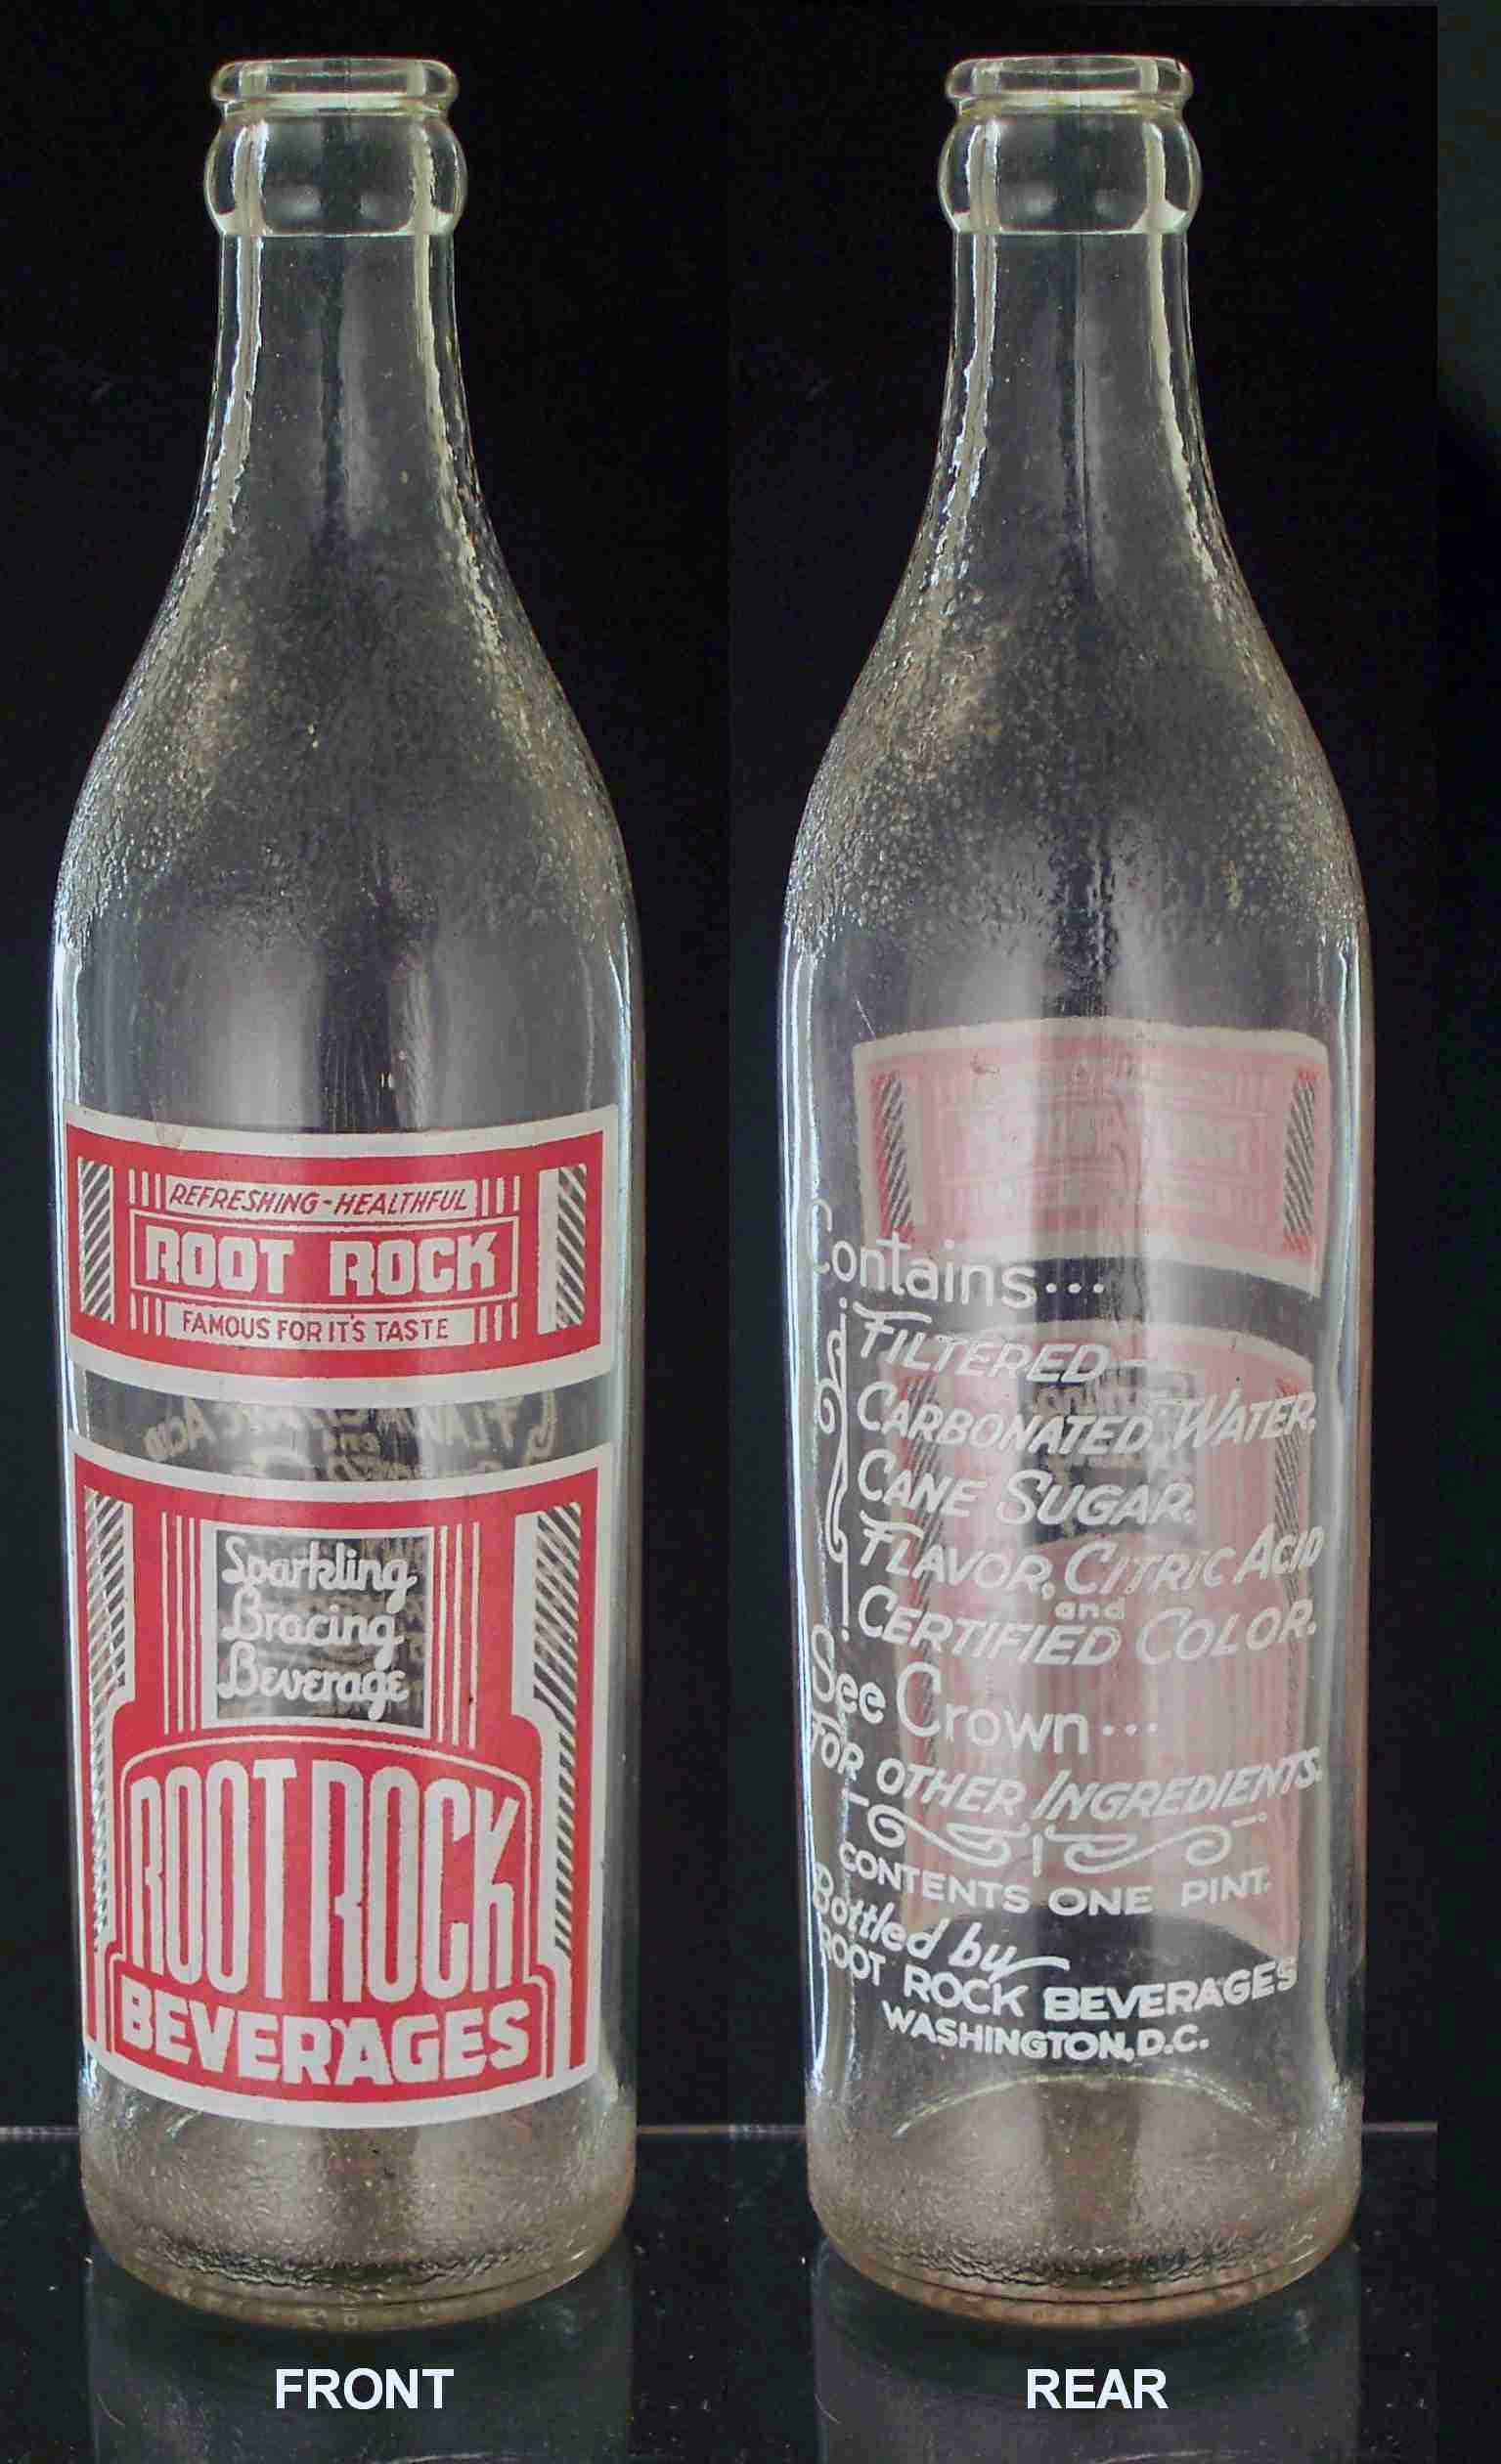 REFRESHING-HEALTHFUL
ROOT ROCK
FAMOUS FOR IT'S TASTE
Sparkling
Bracing
Beverage
ROOT ROCK
BEVERAGES
FRONT
Contains...
FILTERED
CARBONATED WATER,
CANE SUGAR,
FLAVOR, CITRIC ACID
and
CERTIFIED COLOR.
See Crown...
FOR OTHER INGREDIENTS.
CONTENTS ONE PINT.
Bottled by
ROOT ROCK BEVERAGES
WASHINGTON, D.C.
REAR